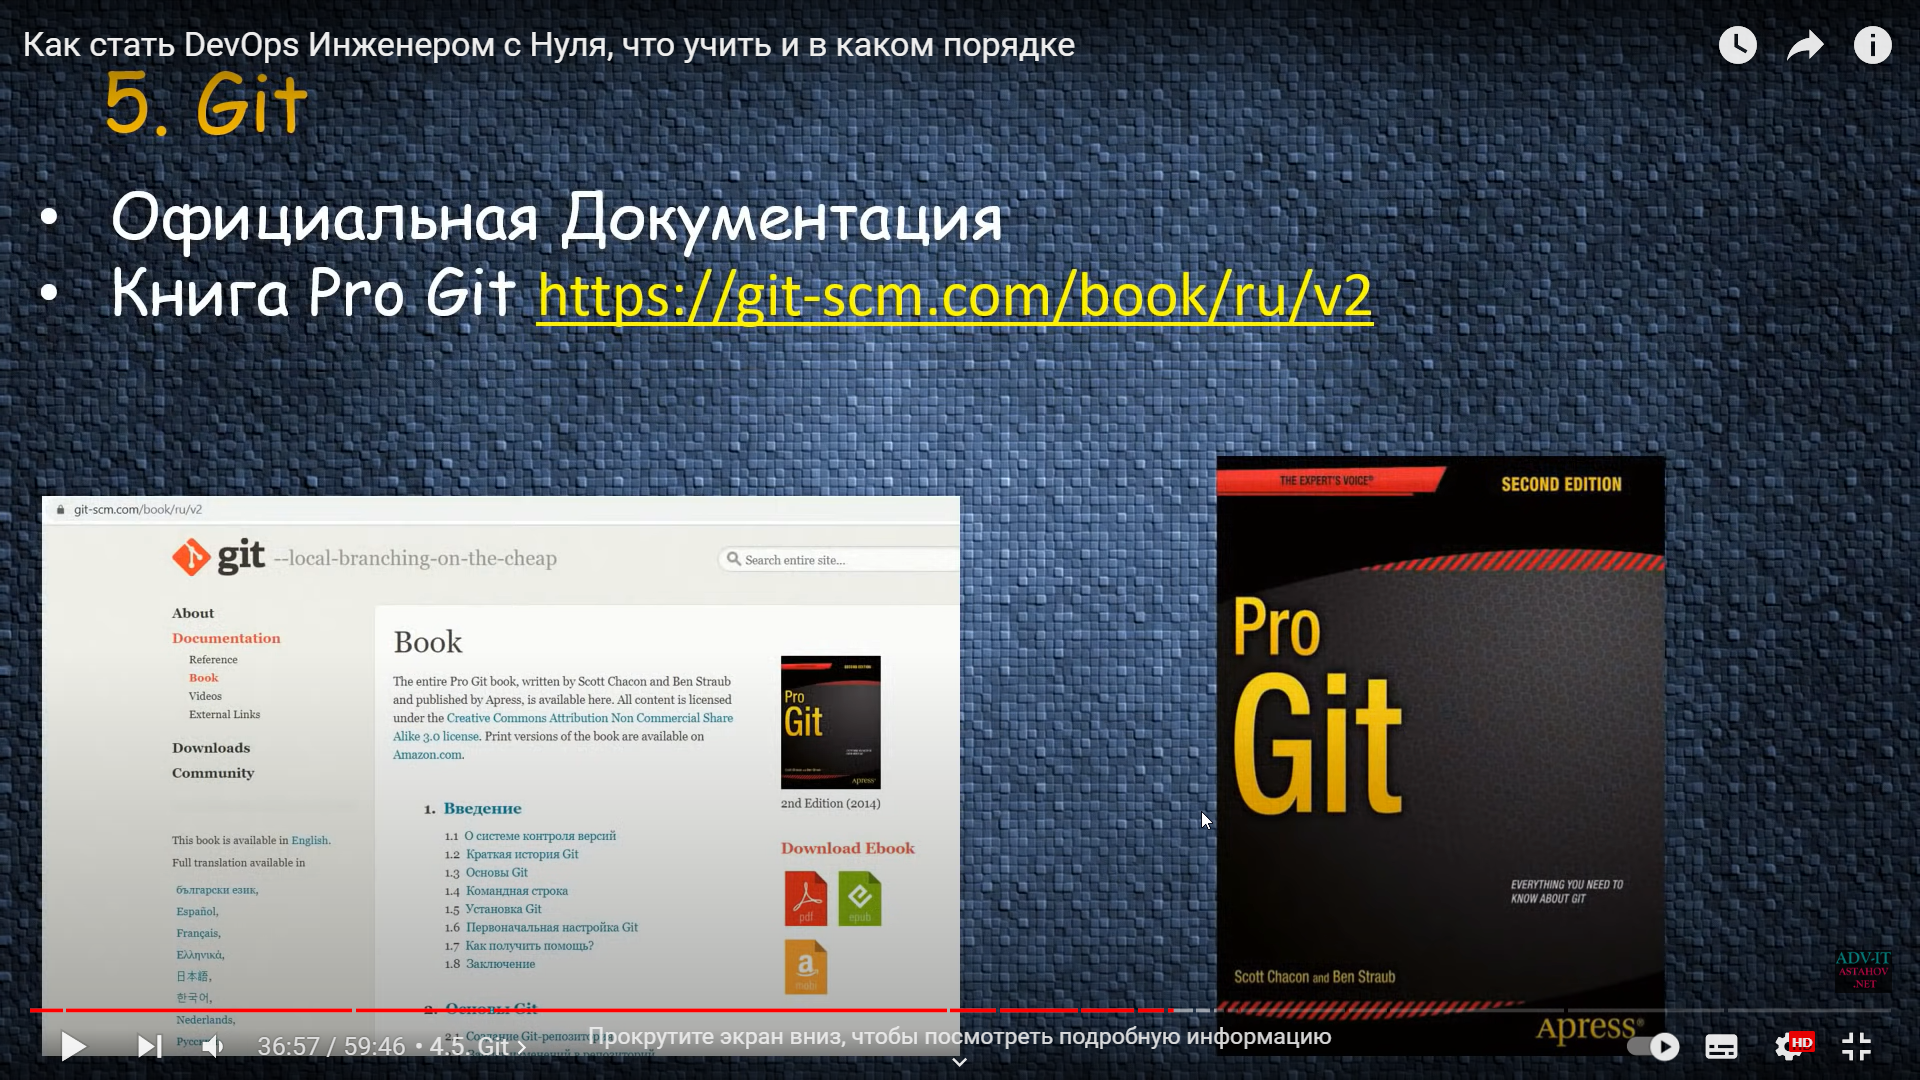 Как стать DevOps Инженером с Нуля, что учить и в каком порядке
5. Git
• Официальная Документация
• Книга Pro Git https://git-scm.com/book/ru/v2
git-scm.com/book/ru/v2
git --local-branching-on-the-cheap
Search entire site...
About
Documentation
Reference
Book
Videos
External Links
Downloads
Community
This book is available in English.
Full translation available in
български език,
Español,
Français,
Ελληνικά,
日本語,
한국어,
Nederlands,
Book
The entire Pro Git book, written by Scott Chacon and Ben Straub
and published by Apress, is available here. All content is licensed
under the Creative Commons Attribution Non Commercial Share
Alike 3.0 license. Print versions of the book are available on
Amazon.com.
1. Введение
1.1 О системе контроля версий
1.2 Краткая история Git
1.3 Основы Git
1.4 Командная строка
1.5 Установка Git
1.6 Первоначальная настройка Git
1.7 Как получить помощь?
1.8 Заключение
2. Основы Git
2.1 Создание Git-репозитория
Pro
Git
Apress
2nd Edition (2014)
Download Ebook
pdf
epub
mobi
THE EXPERT'S VOICE®
SECOND EDITION
Pro
Git
EVERYTHING YOU NEED TO
KNOW ABOUT GIT
Scott Chacon and Ben Straub
Apress®
ADV-IT
ASTAHOV
.NET
36:57 / 59:46 • 4.5. Git
Прокрутите экран вниз, чтобы посмотреть подробную информацию
HD